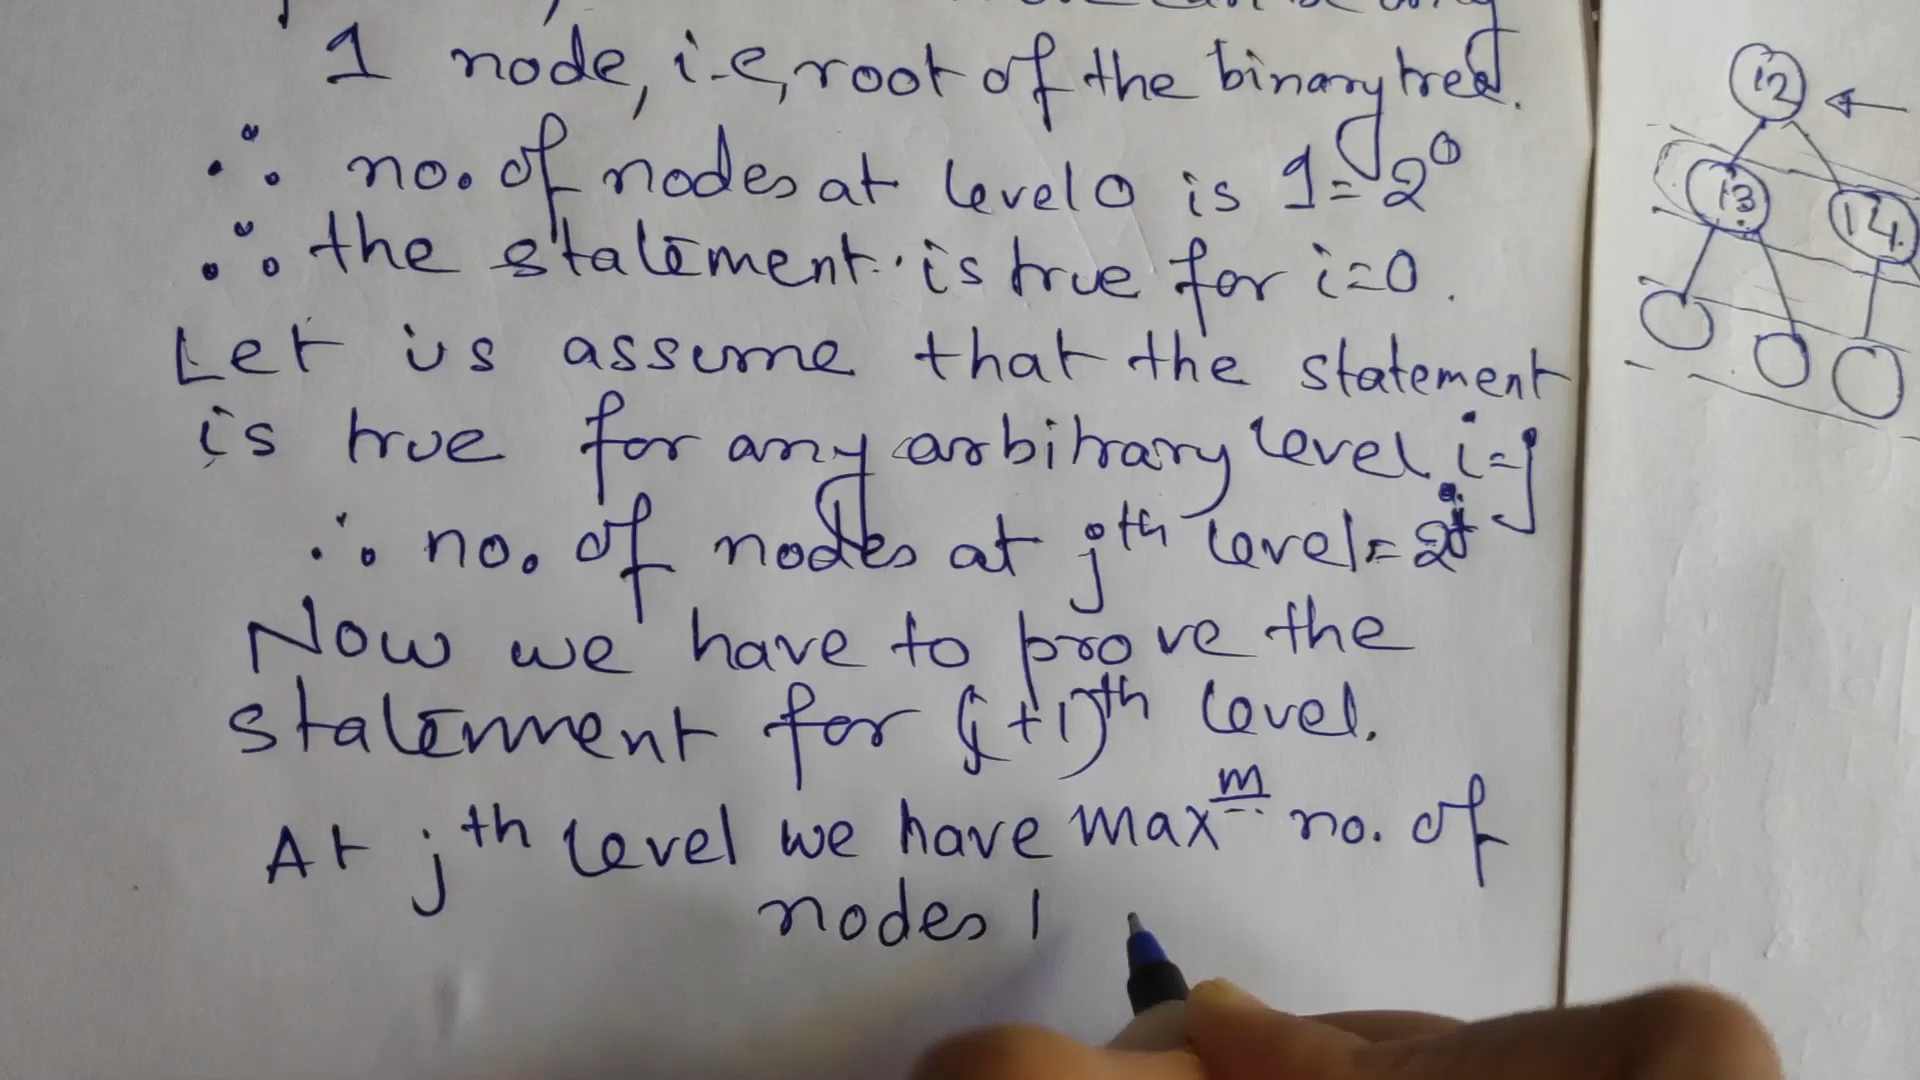 1 node, i.e, root of the binary tree.
∴ no. of nodes at level 0 is 1 = 2⁰
∴ the statement is true for i=0.
Let us assume that the statement
is true for any arbitrary level i=j
∴ no. of nodes at jth level = 2^j
Now we have to prove the
statement for (j+1)th level.
At jth level we have maxm no. of
nodes
12
13
14